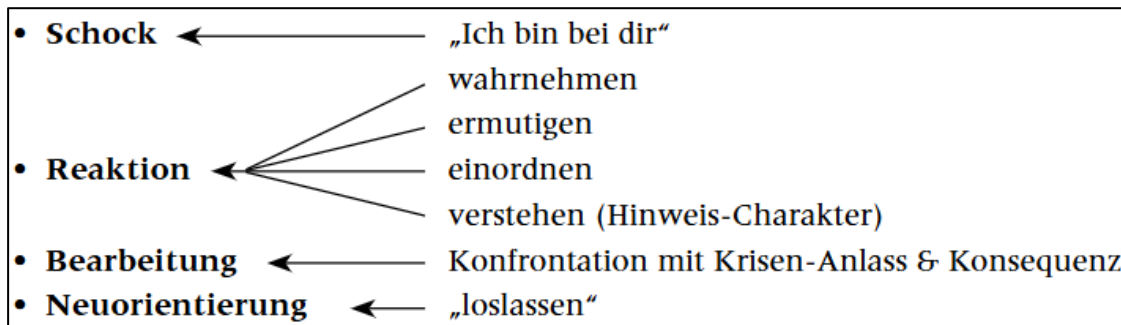 • Schock „Ich bin bei dir“
wahrnehmen
ermutigen
• Reaktion einordnen
verstehen (Hinweis-Charakter)
• Bearbeitung Konfrontation mit Krisen-Anlass & Konsequenz
• Neuorientierung „loslassen“